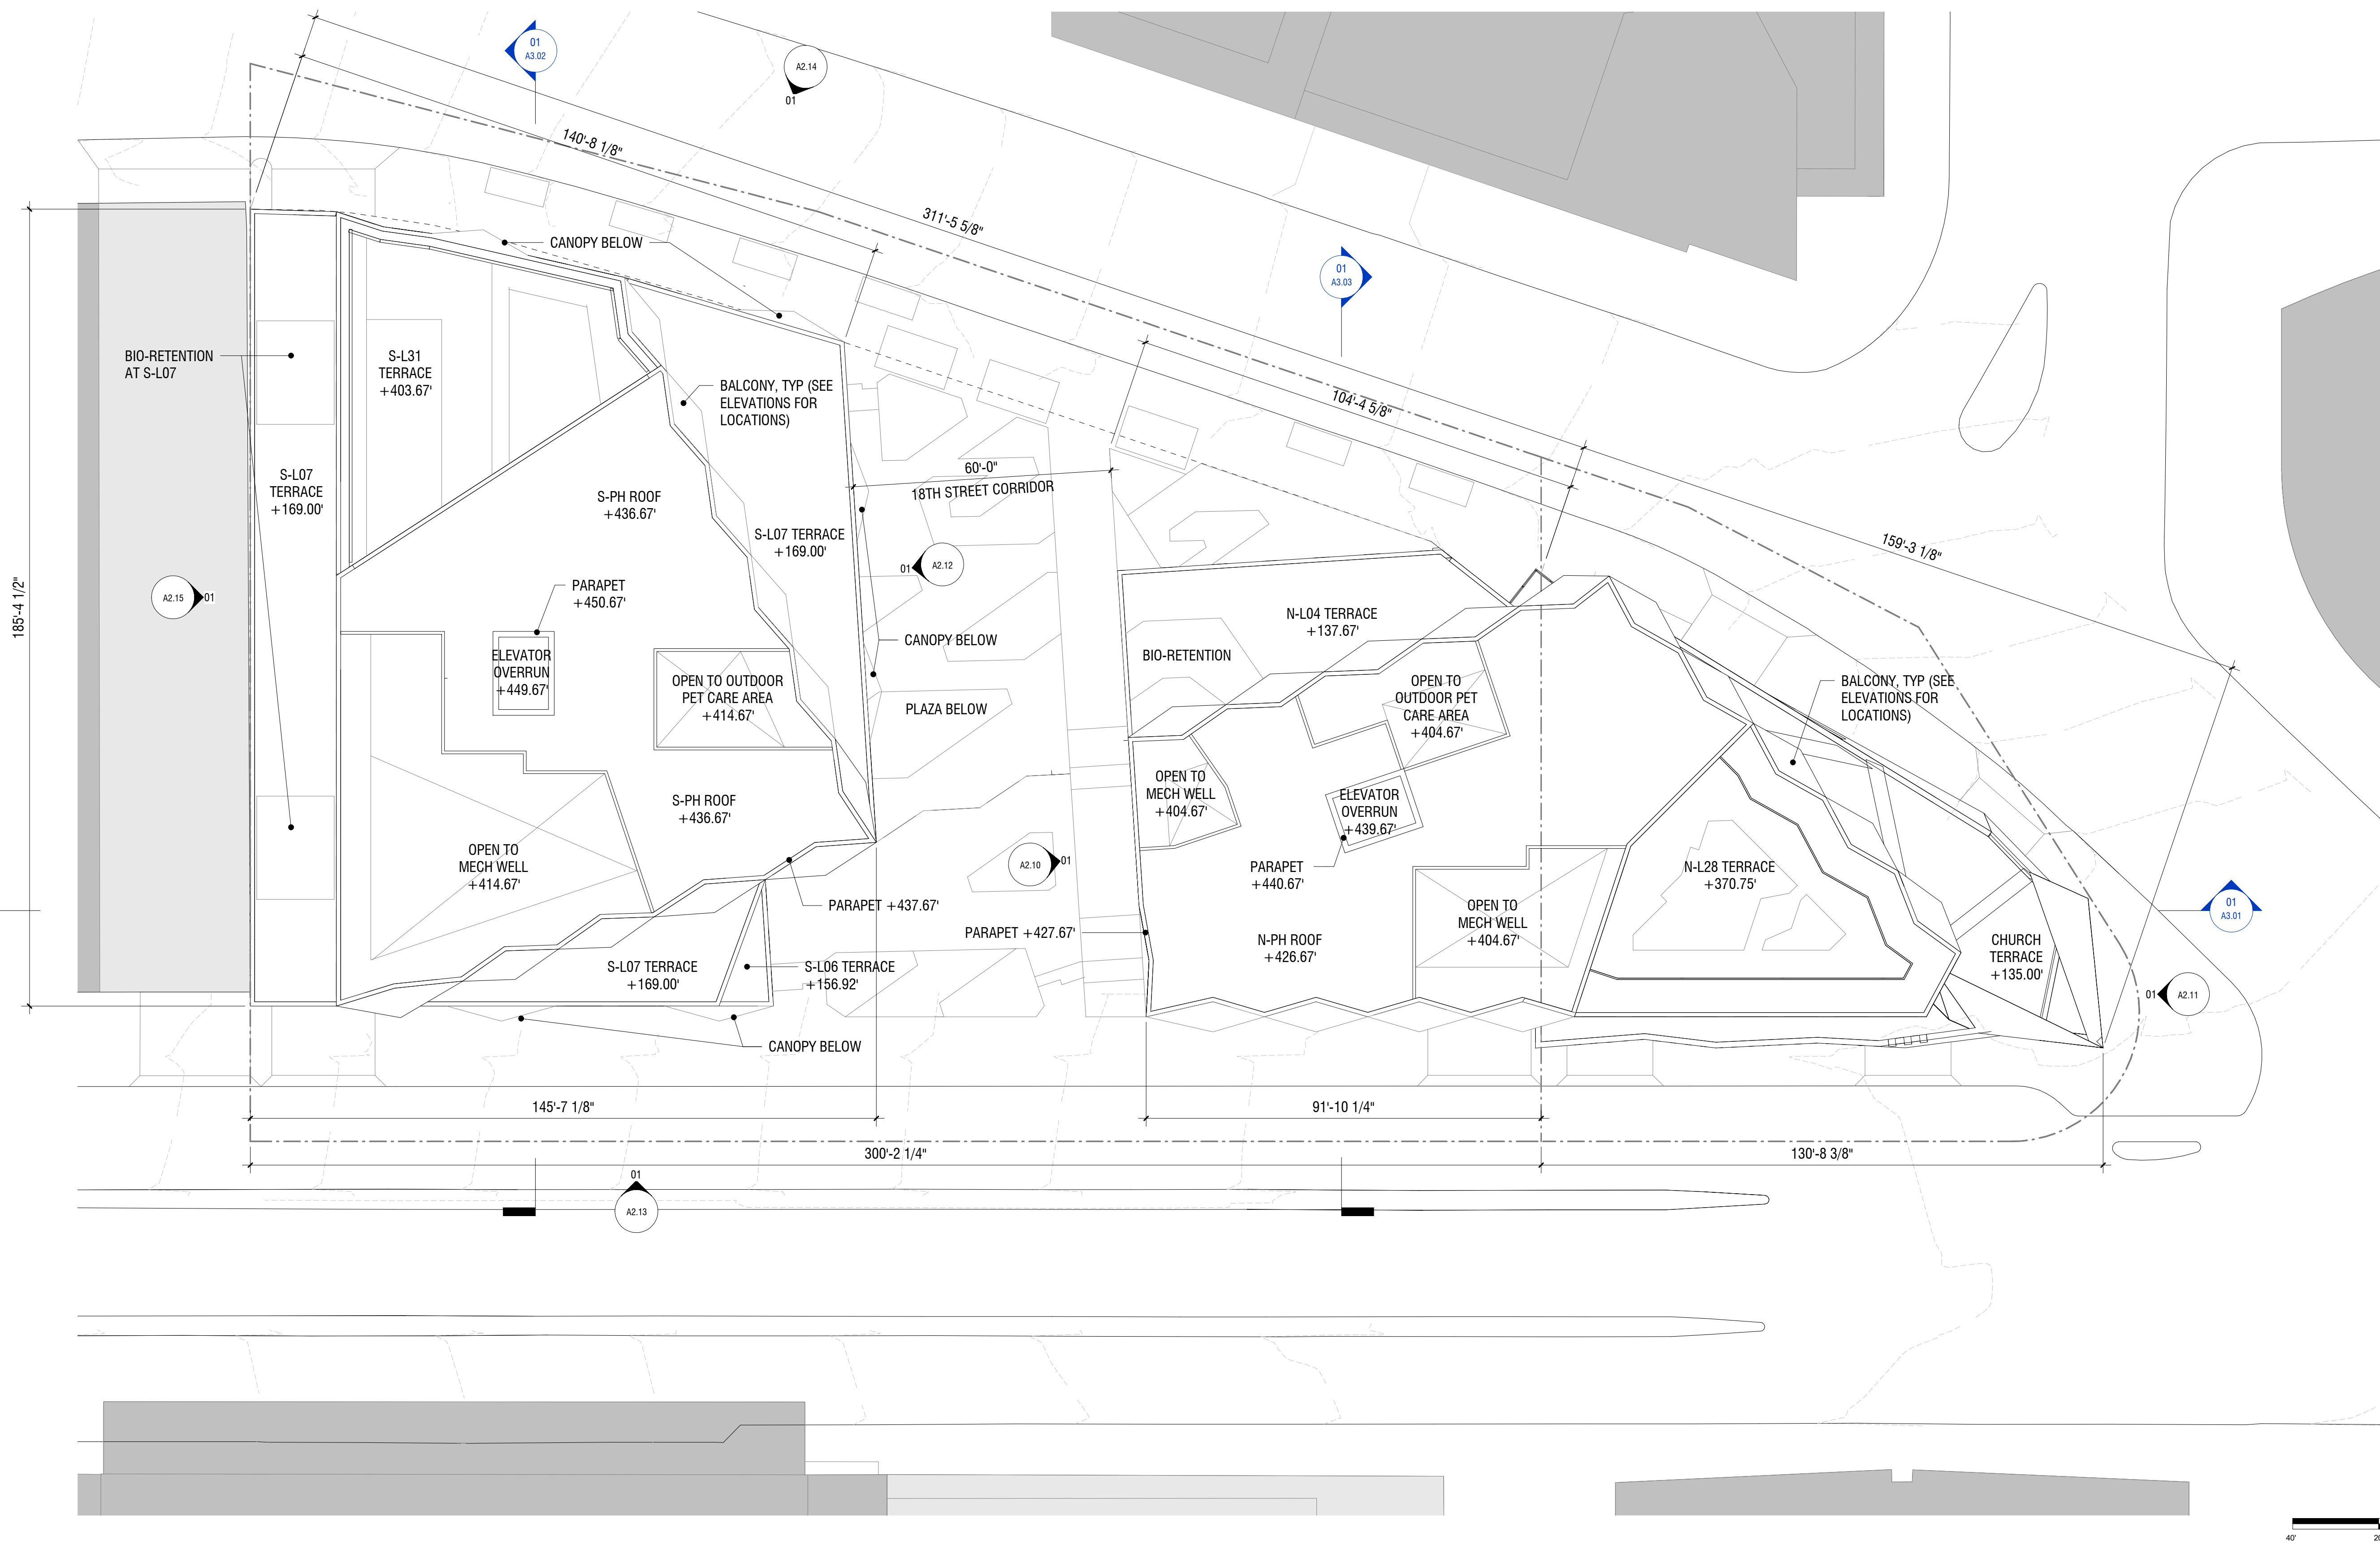 01
A3.02
A2.14
01
140'-8 1/8"
311'-5 5/8"
CANOPY BELOW
01
A3.03
BIO-RETENTION
AT S-L07
S-L31
TERRACE
+403.67'
BALCONY, TYP (SEE
ELEVATIONS FOR
LOCATIONS)
104'-4 5/8"
60'-0"
18TH STREET CORRIDOR
S-L07
TERRACE
+169.00'
S-PH ROOF
+436.67'
S-L07 TERRACE
+169.00'
159'-3 1/8"
01
A2.12
185'-4 1/2"
A2.15
01
PARAPET
+450.67'
N-L04 TERRACE
+137.67'
CANOPY BELOW
BIO-RETENTION
ELEVATOR
OVERRUN
+449.67'
OPEN TO OUTDOOR
PET CARE AREA
+414.67'
PLAZA BELOW
OPEN TO
OUTDOOR PET
CARE AREA
+404.67'
BALCONY, TYP (SEE
ELEVATIONS FOR
LOCATIONS)
OPEN TO
MECH WELL
+404.67'
ELEVATOR
OVERRUN
+439.67'
S-PH ROOF
+436.67'
OPEN TO
MECH WELL
+414.67'
A2.10
01
PARAPET
+440.67'
N-L28 TERRACE
+370.75'
PARAPET +437.67'
PARAPET +427.67'
OPEN TO
MECH WELL
+404.67'
01
A3.01
N-PH ROOF
+426.67'
CHURCH
TERRACE
+135.00'
S-L07 TERRACE
+169.00'
S-L06 TERRACE
+156.92'
01
A2.11
CANOPY BELOW
145'-7 1/8"
91'-10 1/4"
300'-2 1/4"
130'-8 3/8"
01
A2.13
40'